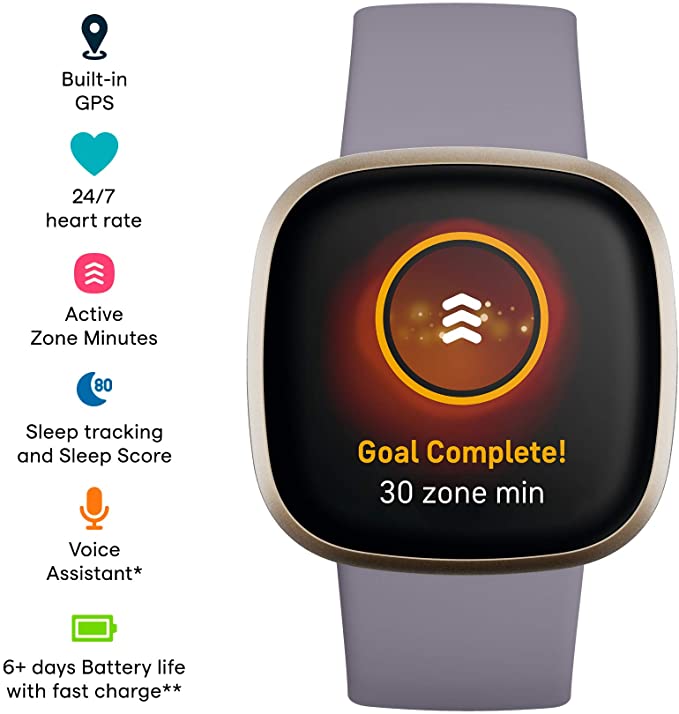 Built-in
GPS
24/7
heart rate
Active
Zone Minutes
80
Sleep tracking
and Sleep Score
Voice
Assistant*
6+ days Battery life
with fast charge**
Goal Complete!
30 zone min